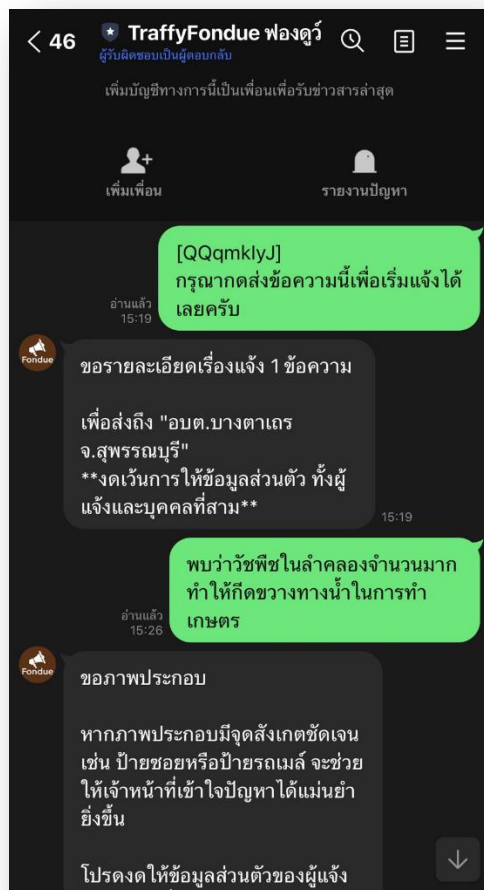 46
TraffyFondue ฟองดูว์
ผู้รับผิดชอบเป็นผู้ตอบกลับ
เพิ่มบัญชีทางการนี้เป็นเพื่อนเพื่อรับข่าวสารล่าสุด
เพิ่มเพื่อน
รายงานปัญหา
[QQqmklyJ]
กรุณากดส่งข้อความนี้เพื่อเริ่มแจ้งได้
เลยครับ
อ่านแล้ว
15:19
Fondue
ขอรายละเอียดเรื่องแจ้ง 1 ข้อความ
เพื่อส่งถึง "อบต.บางตาเถร
จ.สุพรรณบุรี"
**งดเว้นการให้ข้อมูลส่วนตัว ทั้งผู้
แจ้งและบุคคลที่สาม**
15:19
พบว่าวัชพืชในลำคลองจำนวนมาก
ทำให้กีดขวางทางน้ำในการทำ
เกษตร
อ่านแล้ว
15:26
Fondue
ขอภาพประกอบ
หากภาพประกอบมีจุดสังเกตชัดเจน
เช่น ป้ายซอยหรือป้ายรถเมล์ จะช่วย
ให้เจ้าหน้าที่เข้าใจปัญหาได้แม่นยำ
ยิ่งขึ้น
โปรดงดให้ข้อมูลส่วนตัวของผู้แจ้ง